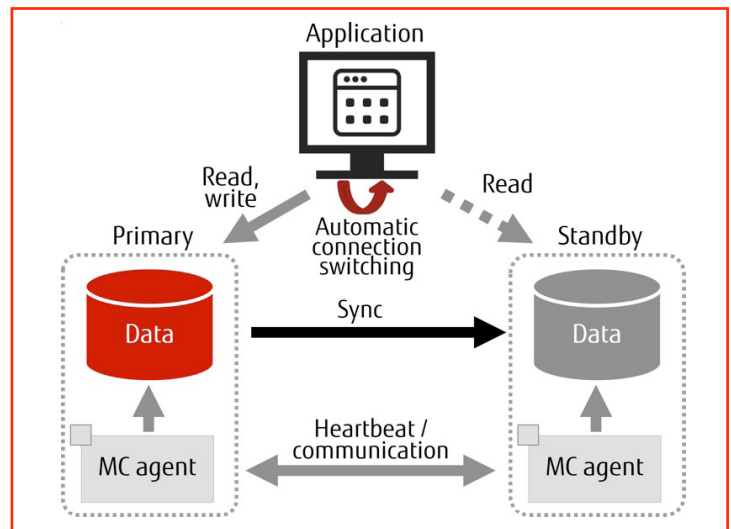 Application
Read,
write
Read
Automatic
connection
switching
Primary
Standby
Data
Sync
Data
Heartbeat /
communication
MC agent
MC agent